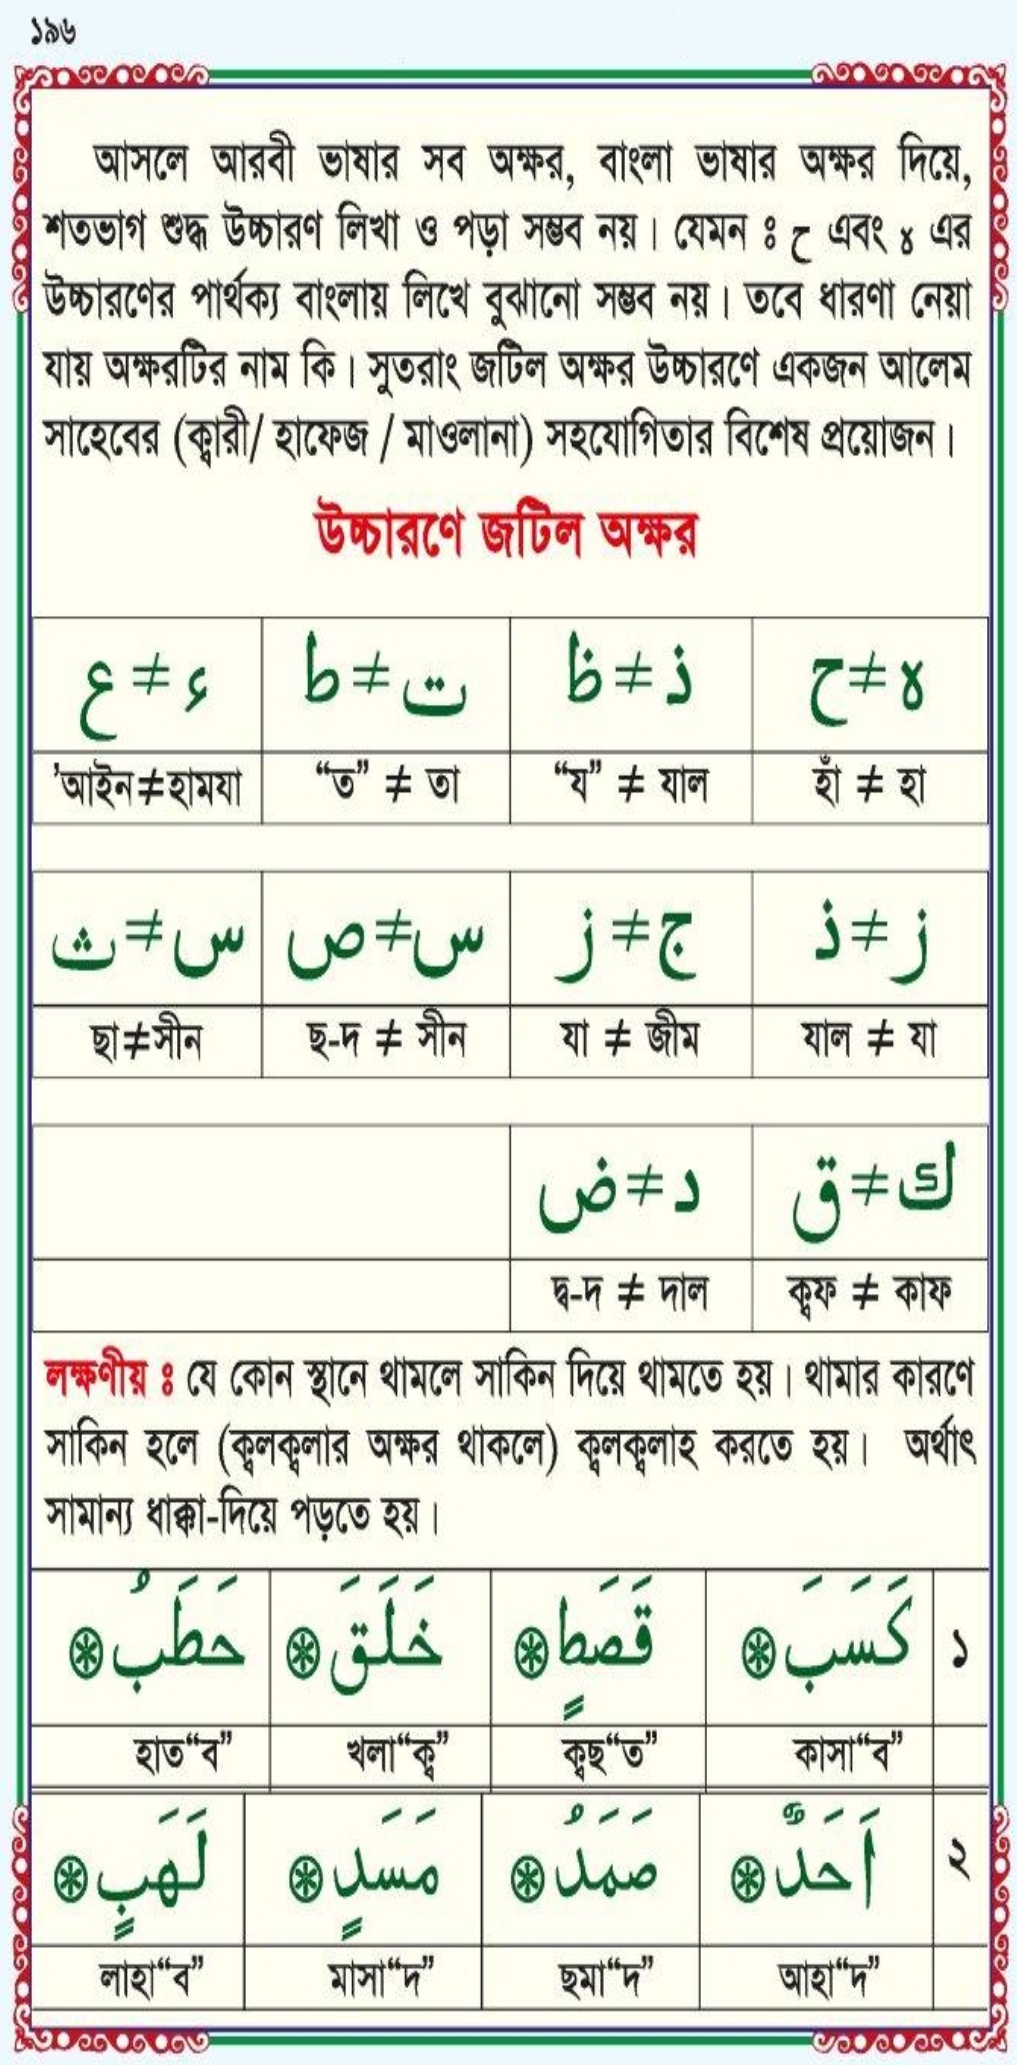 ১৯৬
আসলে আরবী ভাষার সব অক্ষর, বাংলা ভাষার অক্ষর দিয়ে,
শতভাগ শুদ্ধ উচ্চারণ লিখা ও পড়া সম্ভব নয়। যেমন ঃ ح এবং ه এর
উচ্চারণের পার্থক্য বাংলায় লিখে বুঝানো সম্ভব নয়। তবে ধারণা নেয়া
যায় অক্ষরটির নাম কি। সুতরাং জটিল অক্ষর উচ্চারণে একজন আলেম
সাহেবের (ক্বারী/ হাফেজ / মাওলানা) সহযোগিতার বিশেষ প্রয়োজন।
উচ্চারণে জটিল অক্ষর
ه ≠ ح ذ ≠ ظ ت ≠ ط ء ≠ ع
’আইন ≠ হামযা “ত” ≠ তা “য” ≠ যাল হাঁ ≠ হা
ز ≠ ذ ج ≠ ز س ≠ ص س ≠ ث
ছা ≠ সীন ছ-দ ≠ সীন যা ≠ জীম যাল ≠ যা
ك ≠ ق د ≠ ض
দ্ব-দ ≠ দাল ক্বফ ≠ কাফ
লক্ষণীয় ঃ যে কোন স্থানে থামলে সাকিন দিয়ে থামতে হয়। থামার কারণে
সাকিন হলে (ক্বলক্বলার অক্ষর থাকলে) ক্বলক্বলাহ করতে হয়। অর্থাৎ
সামান্য ধাক্কা-দিয়ে পড়তে হয়।
১ كَسَبَ ⊛ قَصَطٍ ⊛ خَلَقَ ⊛ حَطَبُ ⊛
হাত“ব” খলা“ক্ব” ক্বছ“ত” কাসা“ব”
২ اَحَدٌ ⊛ صَمَدُ ⊛ مَسَدٍ ⊛ لَهَبٍ ⊛
লাহা“ব” মাসা“দ” ছমা“দ” আহা“দ”